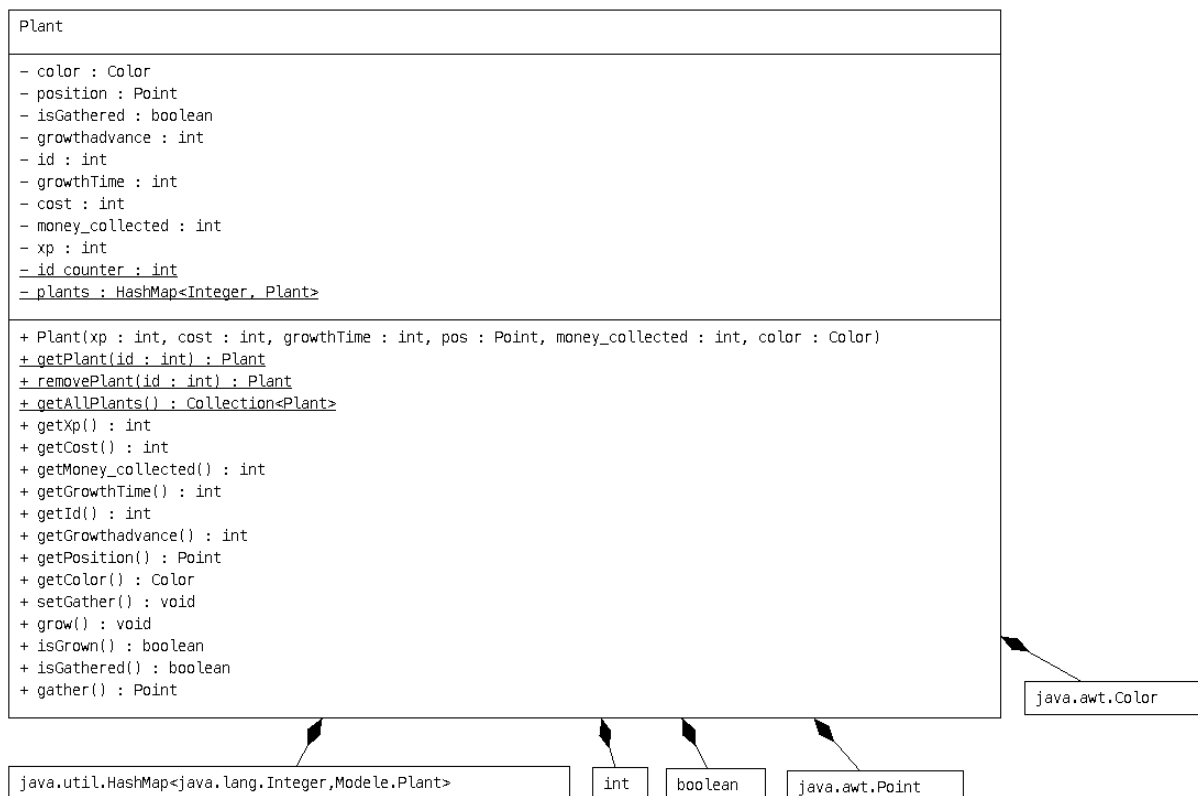 Plant
- color : Color
- position : Point
- isGathered : boolean
- growthadvance : int
- id : int
- growthTime : int
- cost : int
- money_collected : int
- xp : int
- id_counter : int
- plants : HashMap<Integer, Plant>
+ Plant(xp : int, cost : int, growthTime : int, pos : Point, money_collected : int, color : Color)
+ getPlant(id : int) : Plant
+ removePlant(id : int) : Plant
+ getAllPlants() : Collection<Plant>
+ getXp() : int
+ getCost() : int
+ getMoney_collected() : int
+ getGrowthTime() : int
+ getId() : int
+ getGrowthadvance() : int
+ getPosition() : Point
+ getColor() : Color
+ setGather() : void
+ grow() : void
+ isGrown() : boolean
+ isGathered() : boolean
+ gather() : Point
java.awt.Color
java.util.HashMap<java.lang.Integer,Modele.Plant>
int
boolean
java.awt.Point